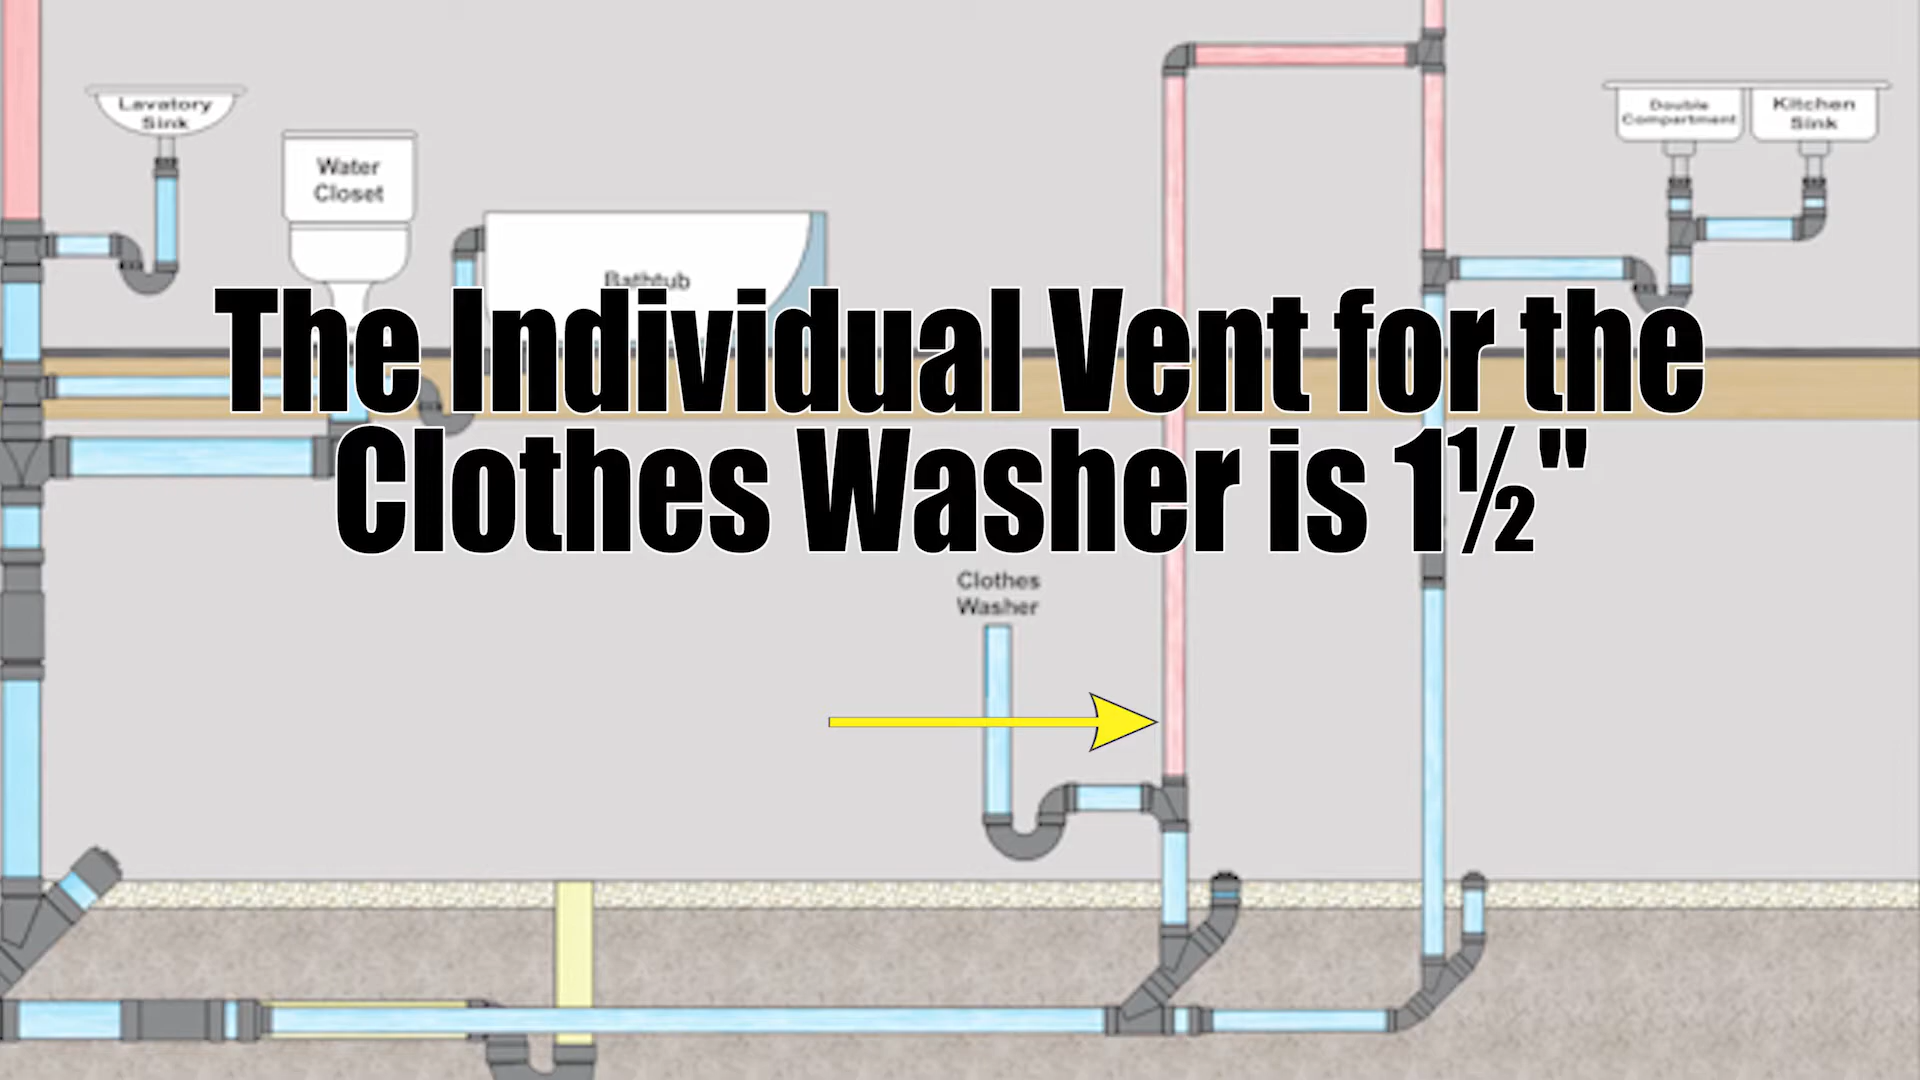 Lavatory
Sink
Water
Closet
Bathtub
Double
Compartment
Kitchen
Sink
The Individual Vent for the
Clothes Washer is 1½"
Clothes
Washer